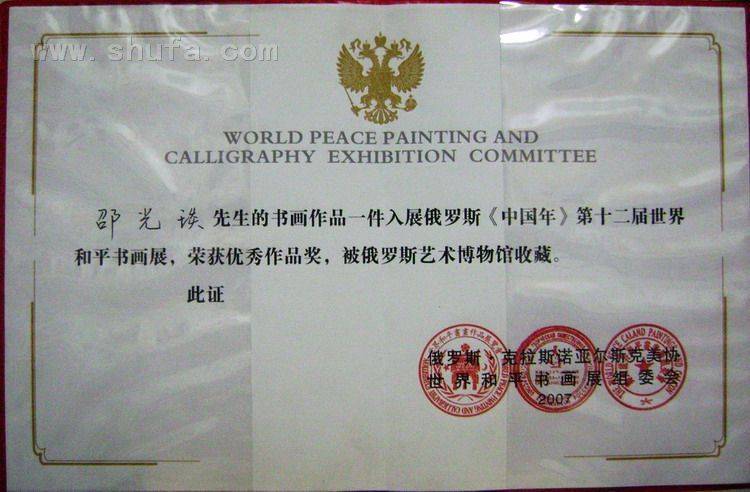 www.shufa.com
WORLD PEACE PAINTING AND
CALLIGRAPHY EXHIBITION COMMITTEE
邵光谈先生的书画作品一件入展俄罗斯《中国年》第十二届世界
和平书画展，荣获优秀作品奖，被俄罗斯艺术博物馆收藏。
此证
俄罗斯·克拉斯诺亚尔斯克美协
世界和平书画展组委会
2007